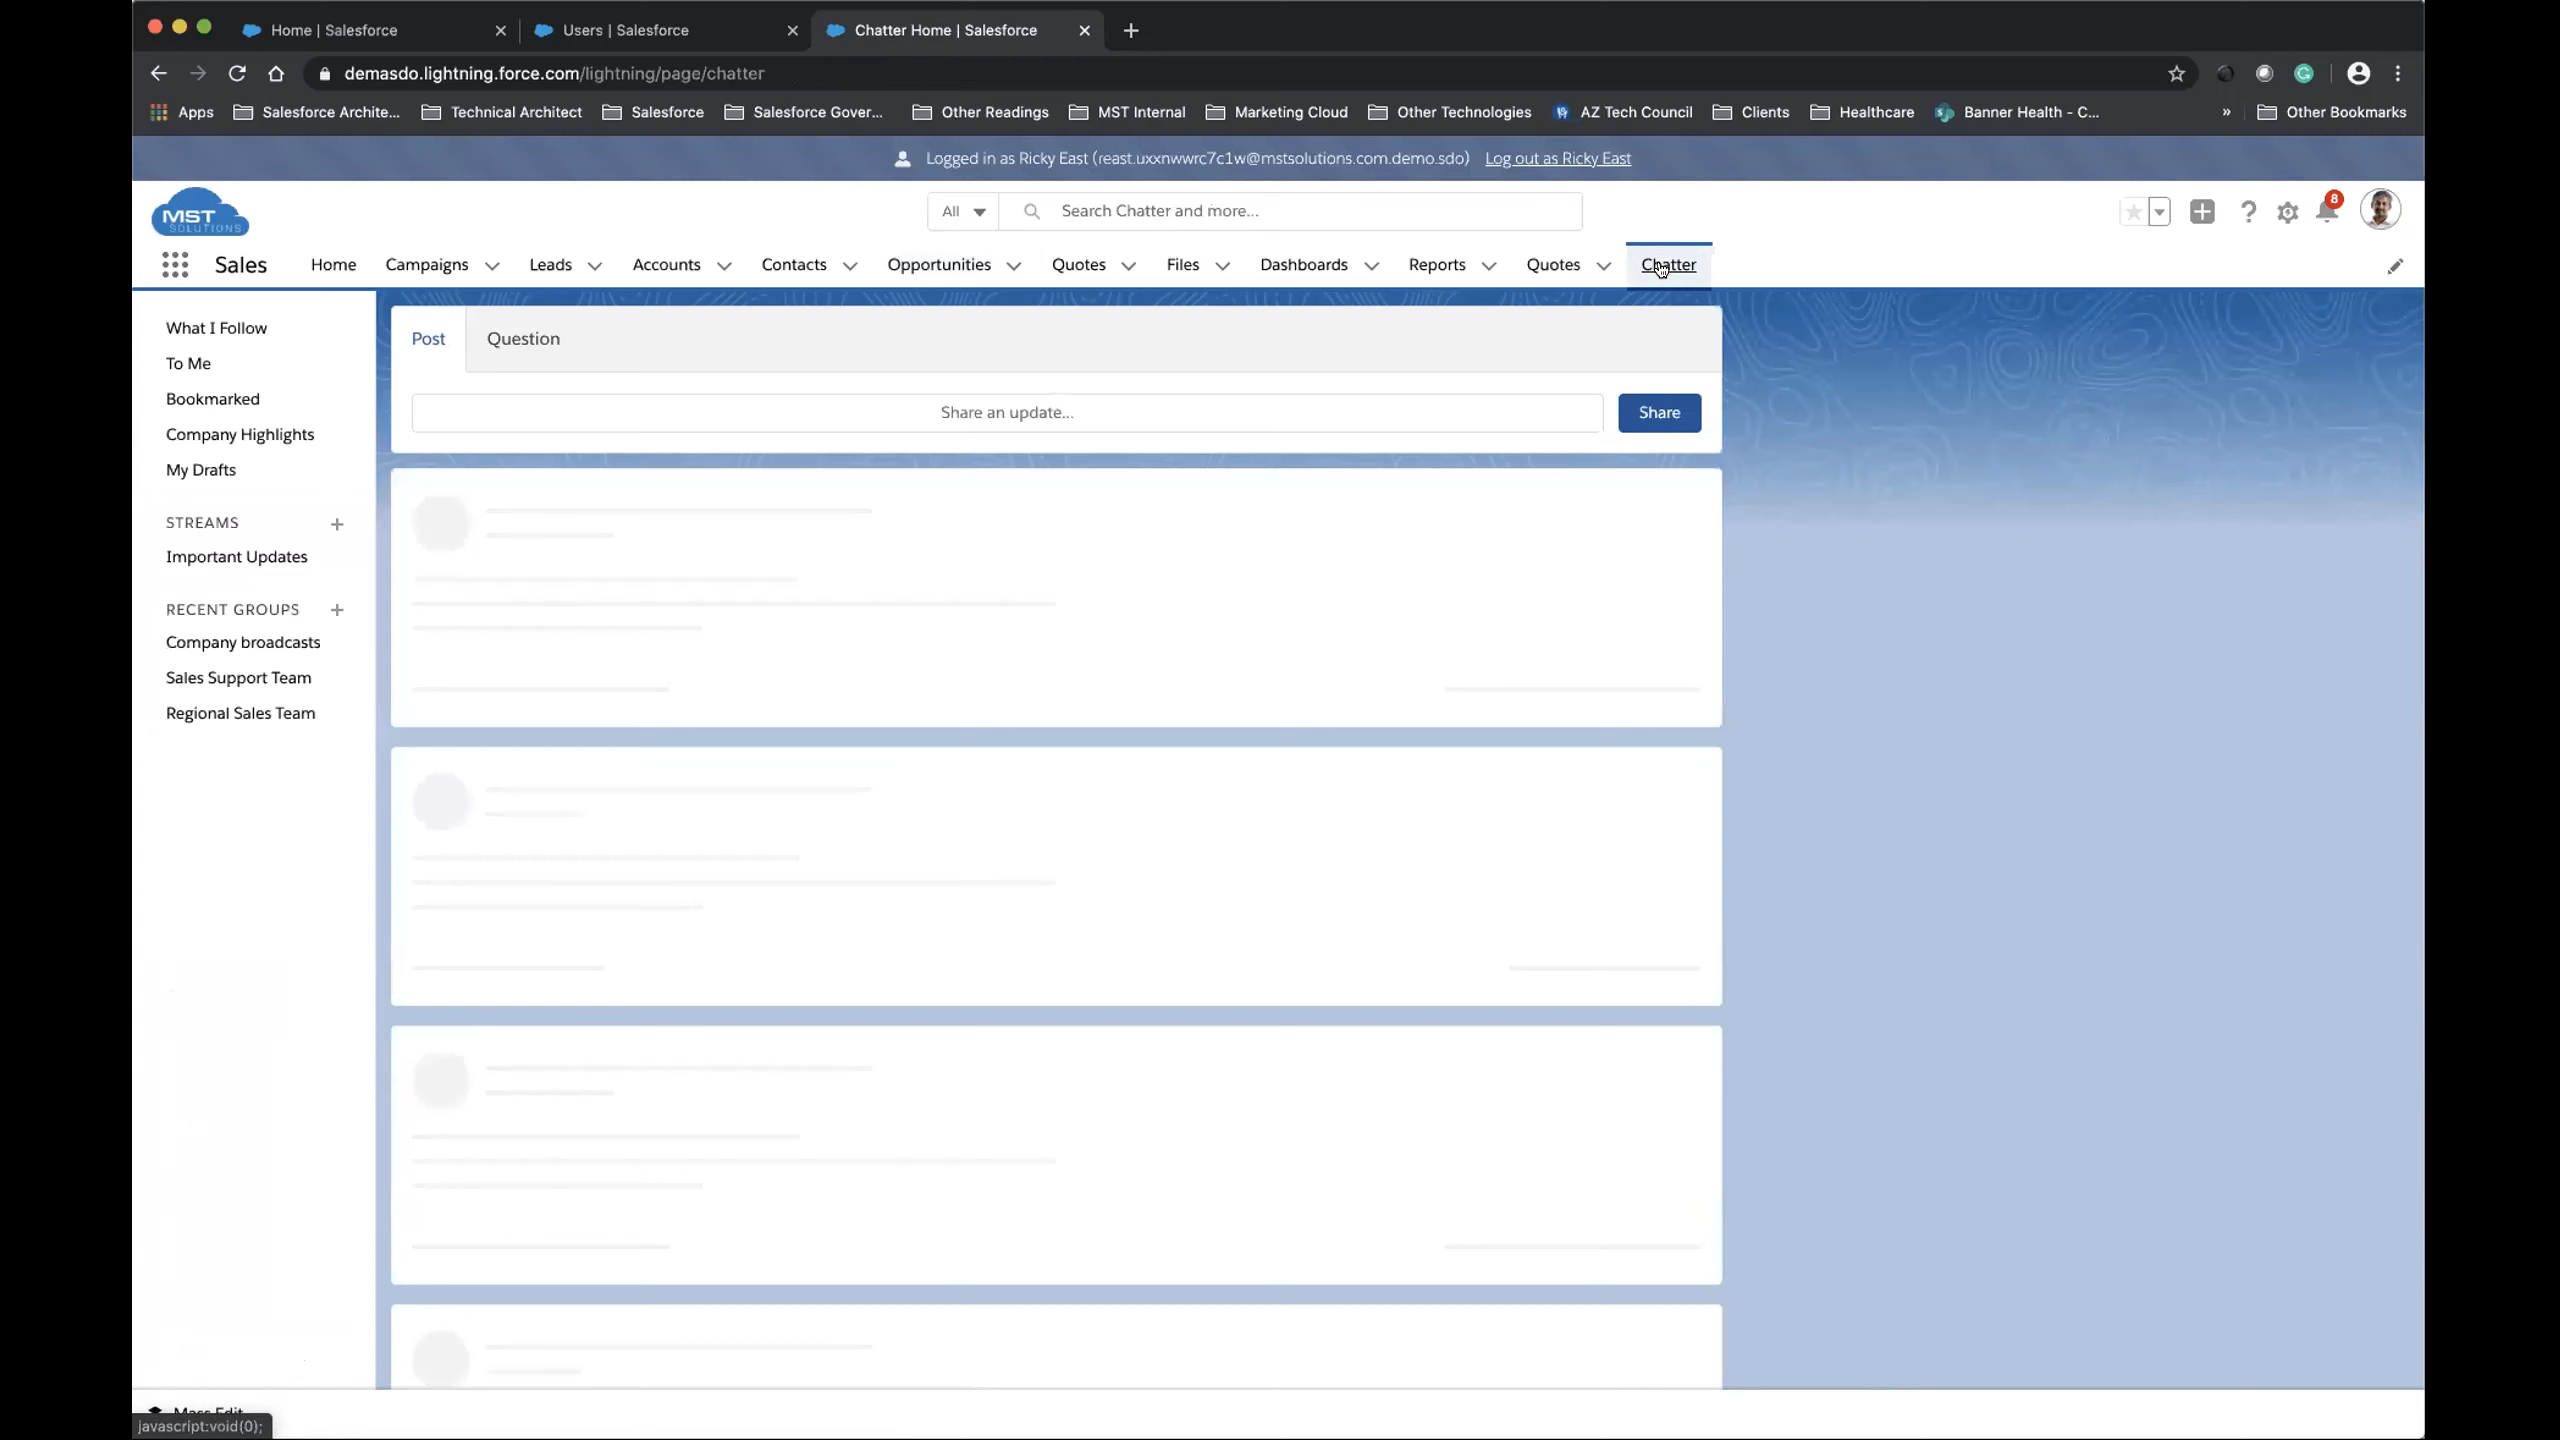 Home | Salesforce
Users | Salesforce
Chatter Home | Salesforce
demasdo.lightning.force.com/lightning/page/chatter
Apps
Salesforce Archite...
Technical Architect
Salesforce
Salesforce Gover...
Other Readings
MST Internal
Marketing Cloud
Other Technologies
AZ Tech Council
Clients
Healthcare
Banner Health - C...
»
Other Bookmarks
Logged in as Ricky East (reast.uxxnwwrc7c1w@mstsolutions.com.demo.sdo)
Log out as Ricky East
MST
SOLUTIONS
All
Search Chatter and more...
8
Sales
Home
Campaigns
Leads
Accounts
Contacts
Opportunities
Quotes
Files
Dashboards
Reports
Quotes
Chatter
What I Follow
To Me
Bookmarked
Company Highlights
My Drafts
STREAMS
Important Updates
RECENT GROUPS
Company broadcasts
Sales Support Team
Regional Sales Team
Post
Question
Share an update...
Share
Mass Edit
javascript:void(0);